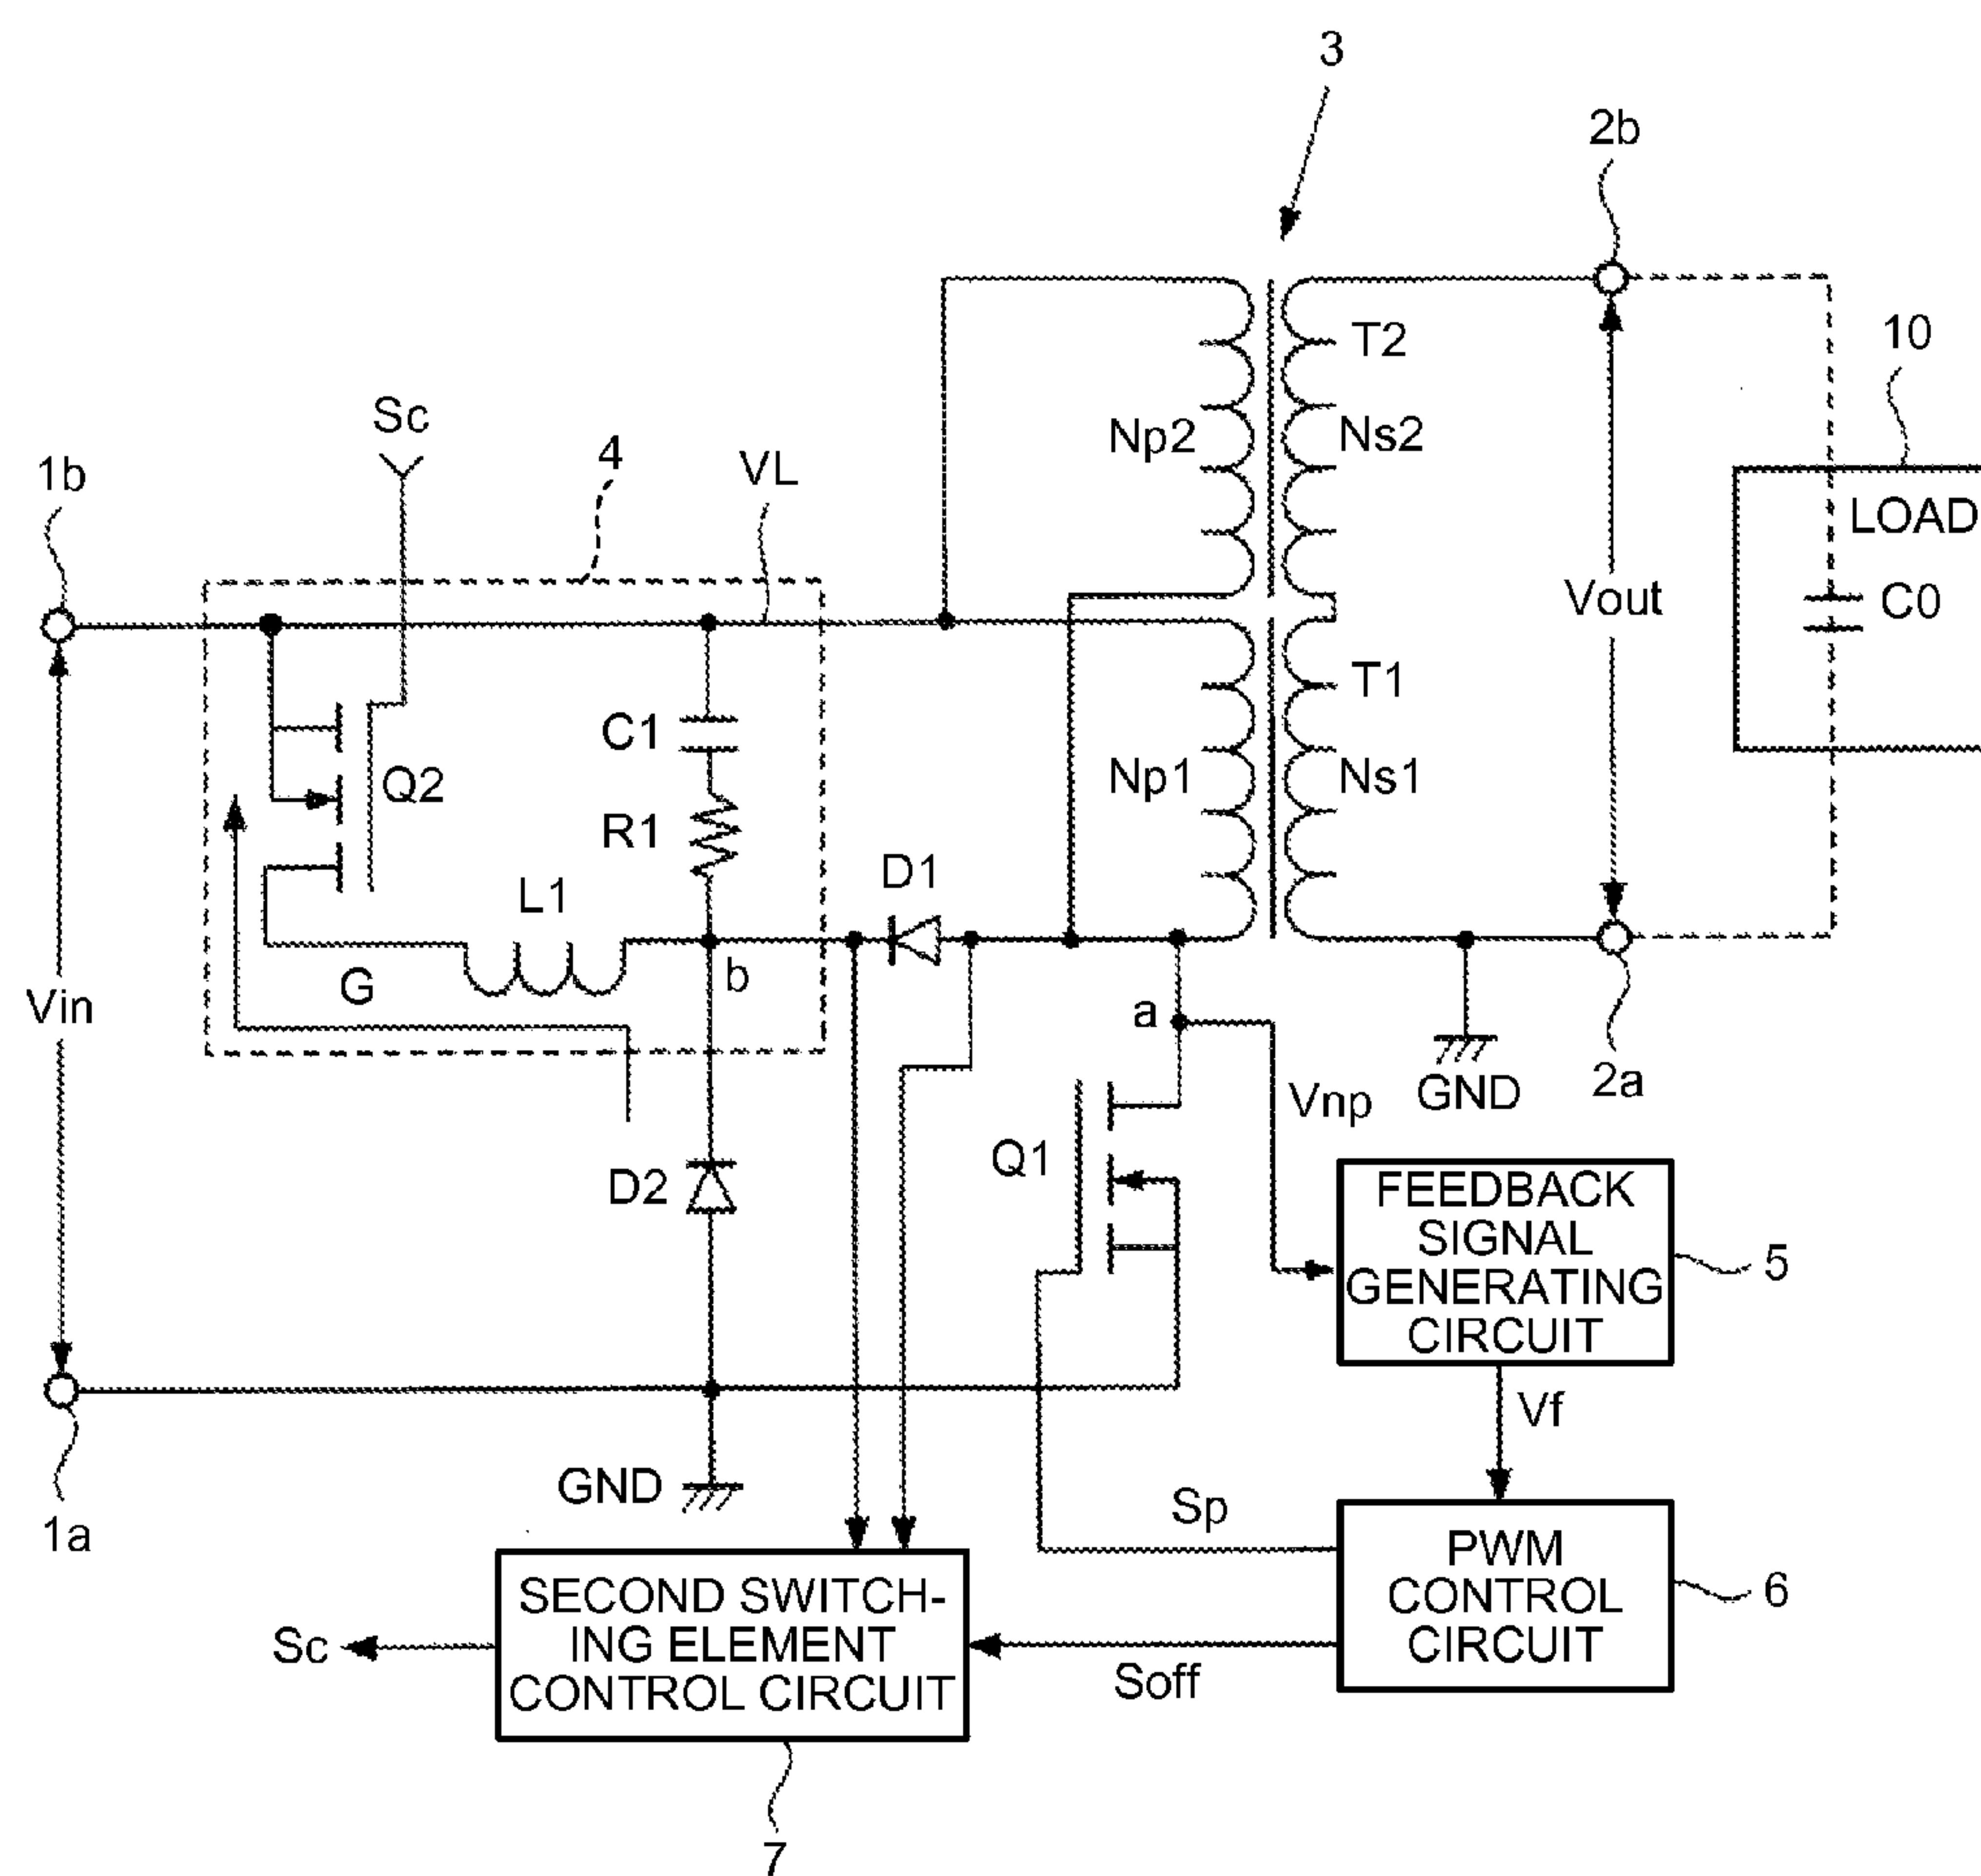 3
2b
10
T2
Sc
Np2
Ns2
4
VL
1b
LOAD
Vout
C0
T1
C1
Q2
Np1
Ns1
R1
D1
L1
b
G
Vin
a
GND
2a
Vnp
Q1
D2
FEEDBACK
SIGNAL
GENERATING
CIRCUIT
5
Vf
GND
Sp
1a
PWM
CONTROL
CIRCUIT
6
SECOND SWITCH-
ING ELEMENT
CONTROL CIRCUIT
Sc
Soff
7